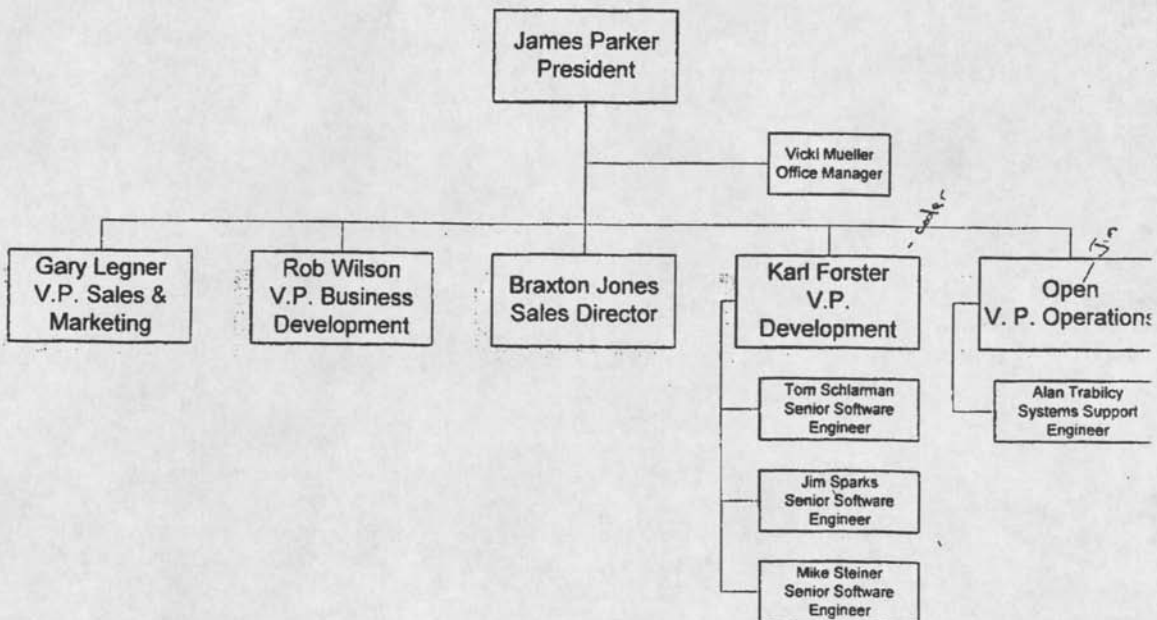 James Parker
President
Vicki Mueller
Office Manager
Gary Legner
V.P. Sales &
Marketing
Rob Wilson
V.P. Business
Development
Braxton Jones
Sales Director
Karl Forster
V.P.
Development
Open
V. P. Operations
Tom Schlarman
Senior Software
Engineer
Jim Sparks
Senior Software
Engineer
Mike Steiner
Senior Software
Engineer
Alan Trabilcy
Systems Support
Engineer
Jim